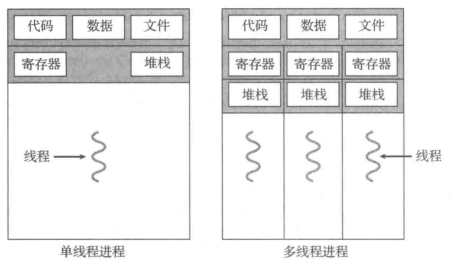 代码 数据 文件
寄存器 堆栈
线程
单线程进程
代码 数据 文件
寄存器 寄存器 寄存器
堆栈 堆栈 堆栈
线程
多线程进程